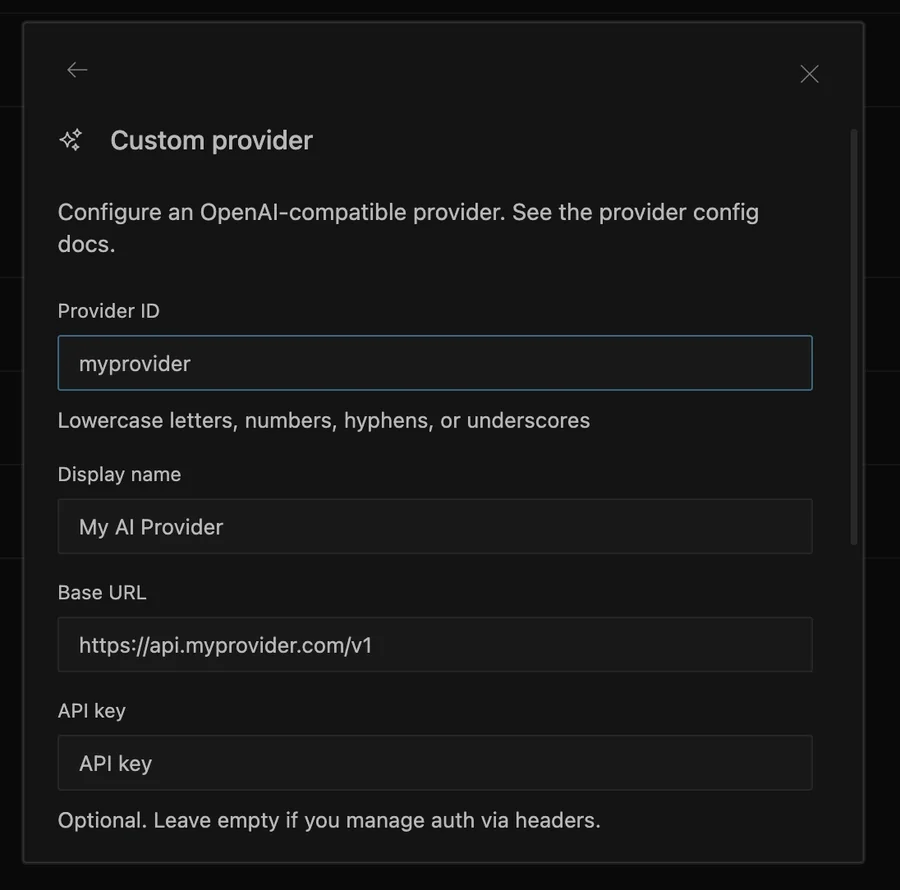 Custom provider
Configure an OpenAI-compatible provider. See the provider config
docs.
Provider ID
myprovider
Lowercase letters, numbers, hyphens, or underscores
Display name
My AI Provider
Base URL
https://api.myprovider.com/v1
API key
API key
Optional. Leave empty if you manage auth via headers.